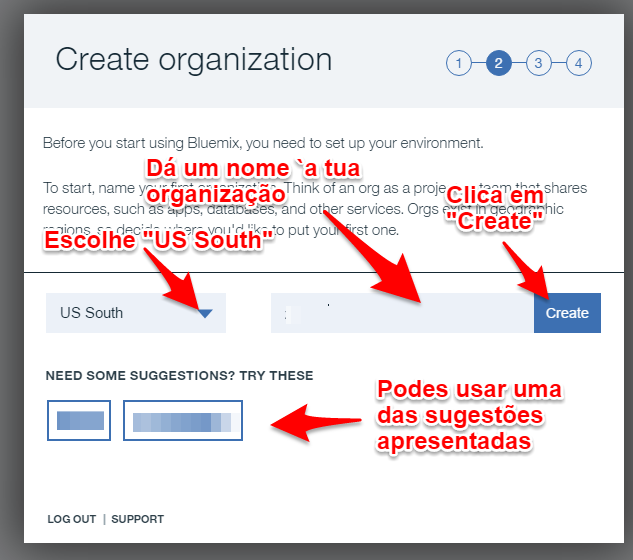 Create organization
1 2 3 4
Before you start using Bluemix, you need to set up your environment.
Dá um nome `a tua
organização
To start, name your first organization. Think of an org as a project team that shares
resources, such as apps, databases, and other services. Orgs exist in geographic
regions, so decide where you'd like to put your first one.
Clica em
"Create"
Escolhe "US South"
US South
Create
NEED SOME SUGGESTIONS? TRY THESE
Podes usar uma
das sugestões
apresentadas
LOG OUT | SUPPORT